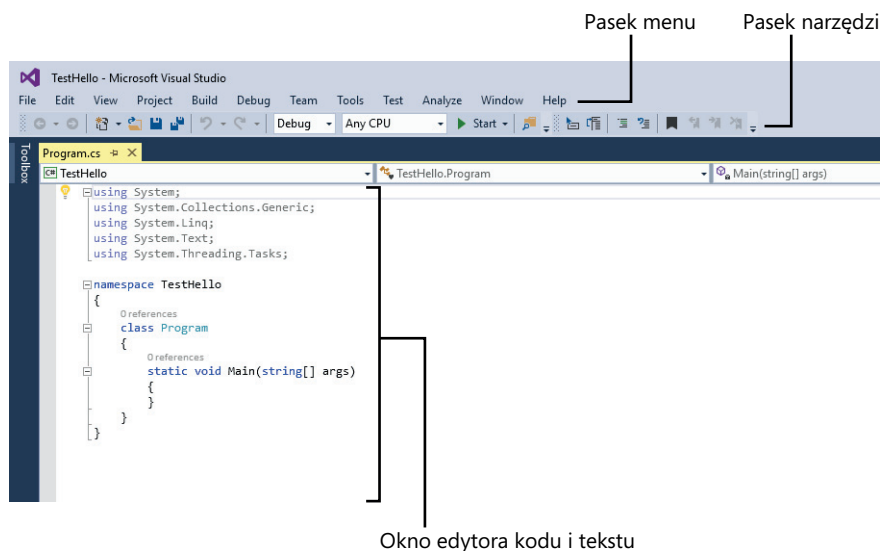 Pasek menu Pasek narzędzi
TestHello - Microsoft Visual Studio
File Edit View Project Build Debug Team Tools Test Analyze Window Help
Debug Any CPU Start
Toolbox
Program.cs
C# TestHello TestHello.Program Main(string[] args)
using System;
using System.Collections.Generic;
using System.Linq;
using System.Text;
using System.Threading.Tasks;
namespace TestHello
{
0 references
class Program
{
0 references
static void Main(string[] args)
{
}
}
}
Okno edytora kodu i tekstu